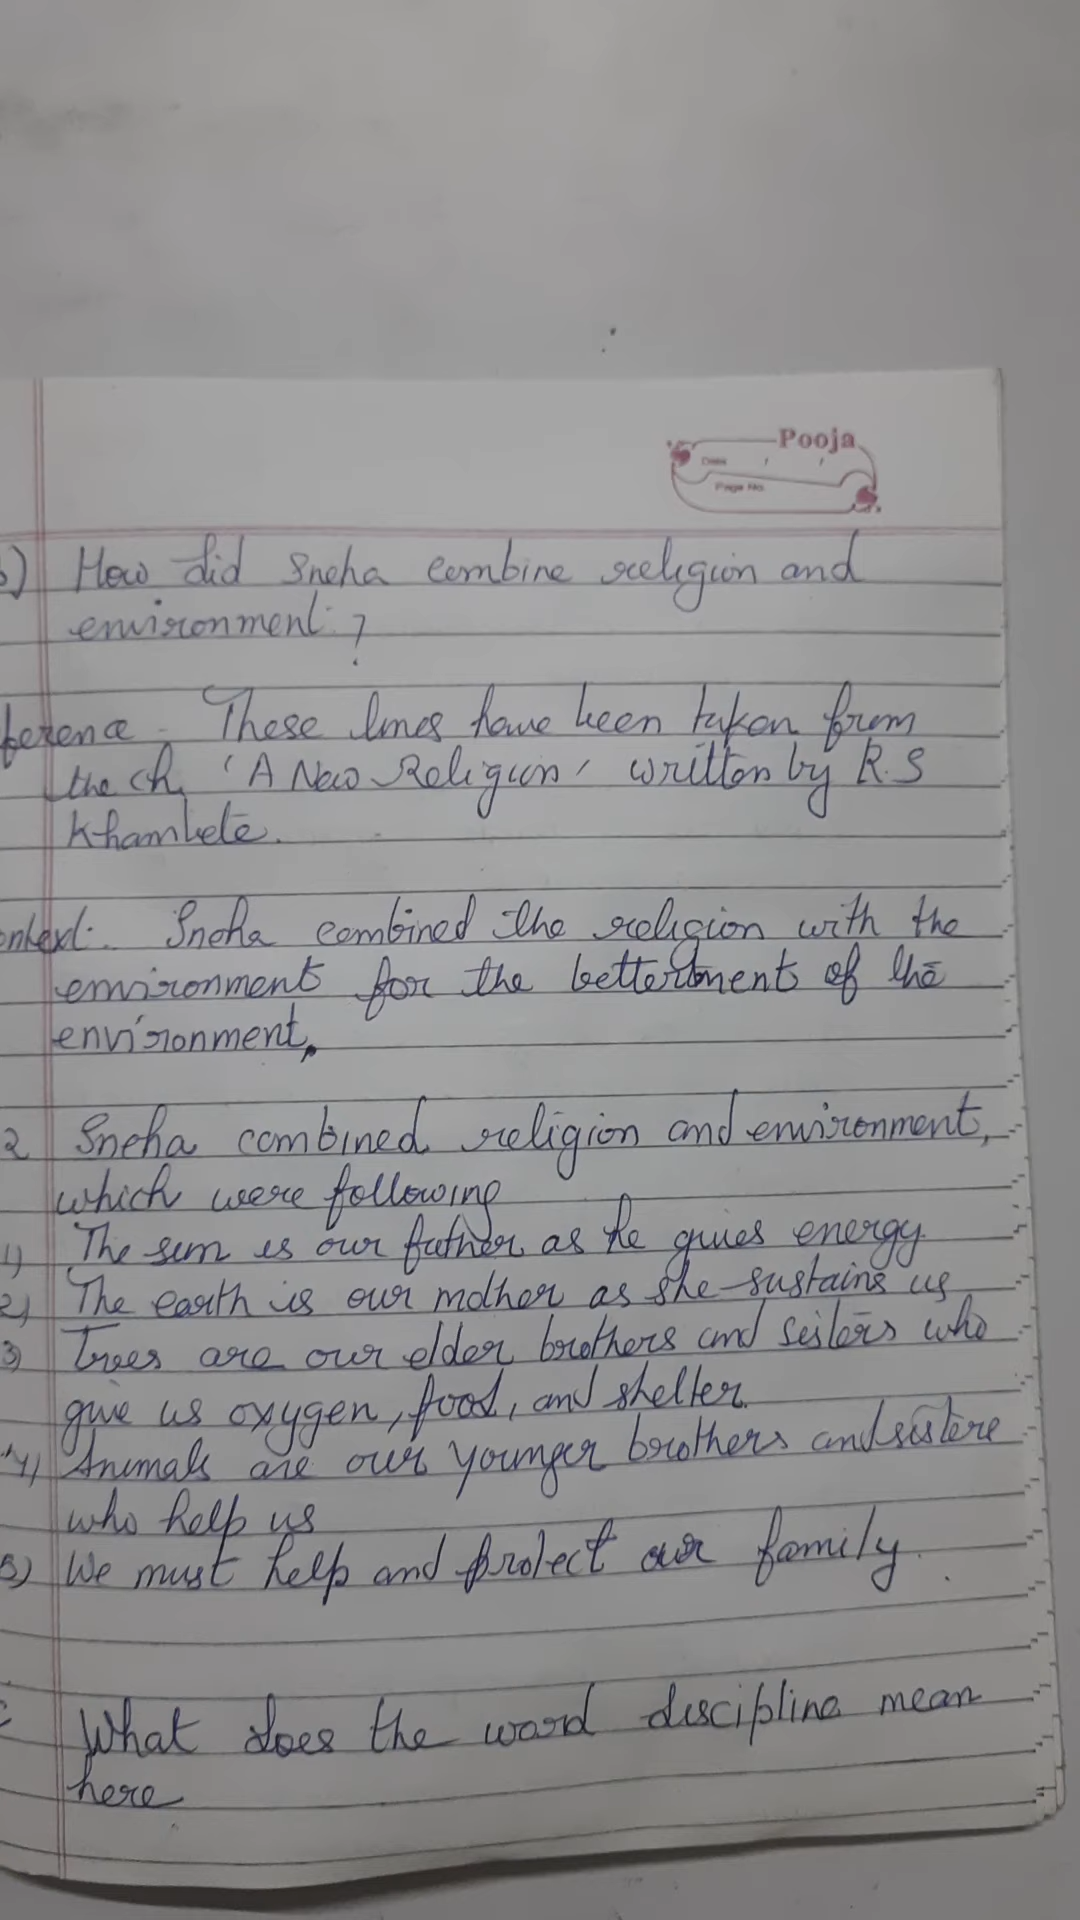 Pooja
Date / /
Page No.
b) How did Sneha combine religion and
environment ?
ference - These lines have been taken from
the ch, 'A New Religion' written by R.S
Khambete.
ontext:- Sneha combined the religion with the
environment for the betterment of the
environment.
2 Sneha combined religion and environment,
which were following
1) The sun is our father as he gives energy.
2) The earth is our mother as she sustains us
3) Trees are our elder brothers and sisters who
give us oxygen, food, and shelter.
4) Animals are our younger brothers and sisters
who help us
5) We must help and protect our family.
What does the word discipline mean
here